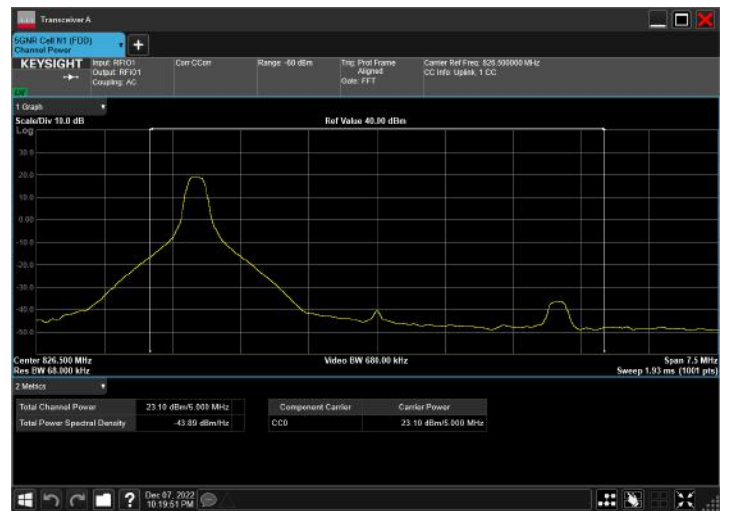 Transceiver A
5GNR Cell N1 (FDD)
Channel Power
+
KEYSIGHT
Input: RFIO1
Output: RFIO1
Coupling: AC
Corr CCorr
Range -60 dBm
Trig: Prot Frame
Aligned
Gate: FFT
Carrier Ref Freq: 826.500000 MHz
CC Info: Uplink, 1 CC
1 Graph
Scale/Div 10.0 dB
Ref Value 40.00 dBm
Log
30.0
20.0
10.0
0.00
-10.0
-20.0
-30.0
-40.0
-50.0
Center 826.500 MHz
Video BW 680.00 kHz
Span 7.5 MHz
Res BW 68.000 kHz
Sweep 1.93 ms (1001 pts)
2 Metrics
Total Channel Power 23.10 dBm/5.000 MHz
Total Power Spectral Density -43.89 dBm/Hz
Component Carrier Carrier Power
CC0 23.10 dBm/5.000 MHz
?
Dec 07, 2022
10:19:51 PM